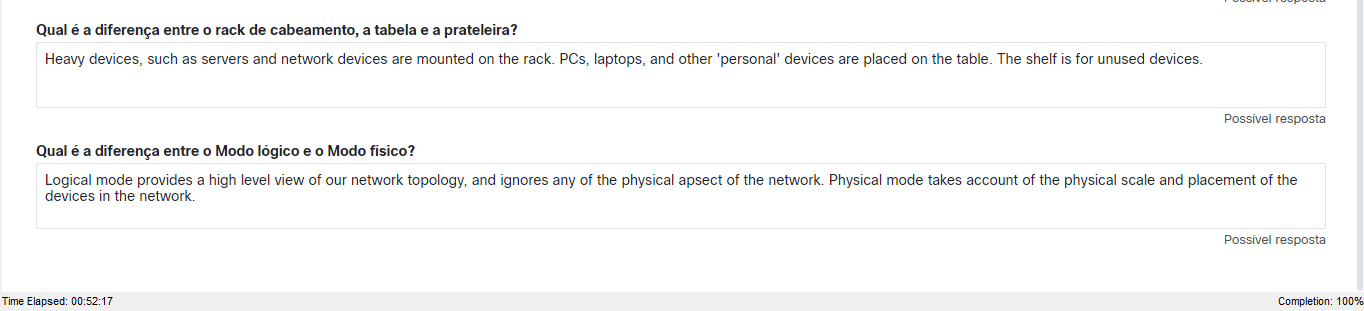 Possível resposta
Qual é a diferença entre o rack de cabeamento, a tabela e a prateleira?
Heavy devices, such as servers and network devices are mounted on the rack. PCs, laptops, and other 'personal' devices are placed on the table. The shelf is for unused devices.
Possível resposta
Qual é a diferença entre o Modo lógico e o Modo físico?
Logical mode provides a high level view of our network topology, and ignores any of the physical apsect of the network. Physical mode takes account of the physical scale and placement of the
devices in the network.
Possível resposta
Time Elapsed: 00:52:17
Completion: 100%